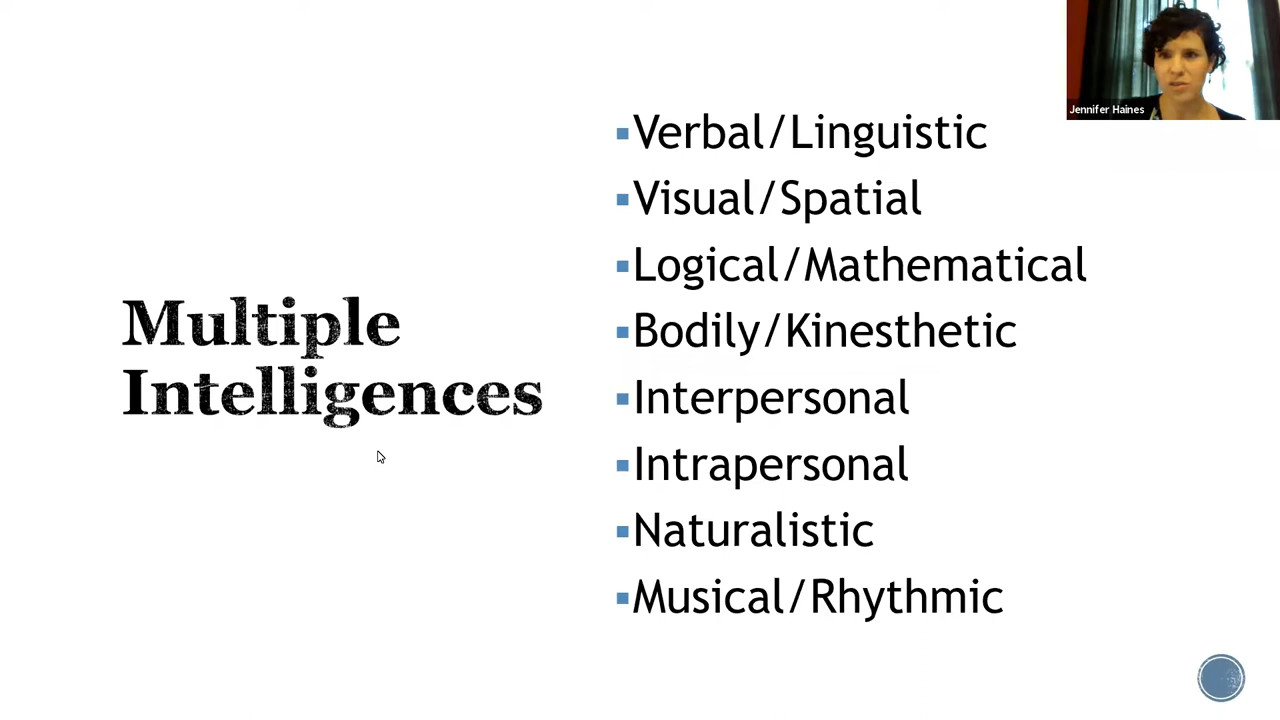 Multiple
Intelligences
▪Verbal/Linguistic
▪Visual/Spatial
▪Logical/Mathematical
▪Bodily/Kinesthetic
▪Interpersonal
▪Intrapersonal
▪Naturalistic
▪Musical/Rhythmic
Jennifer Haines